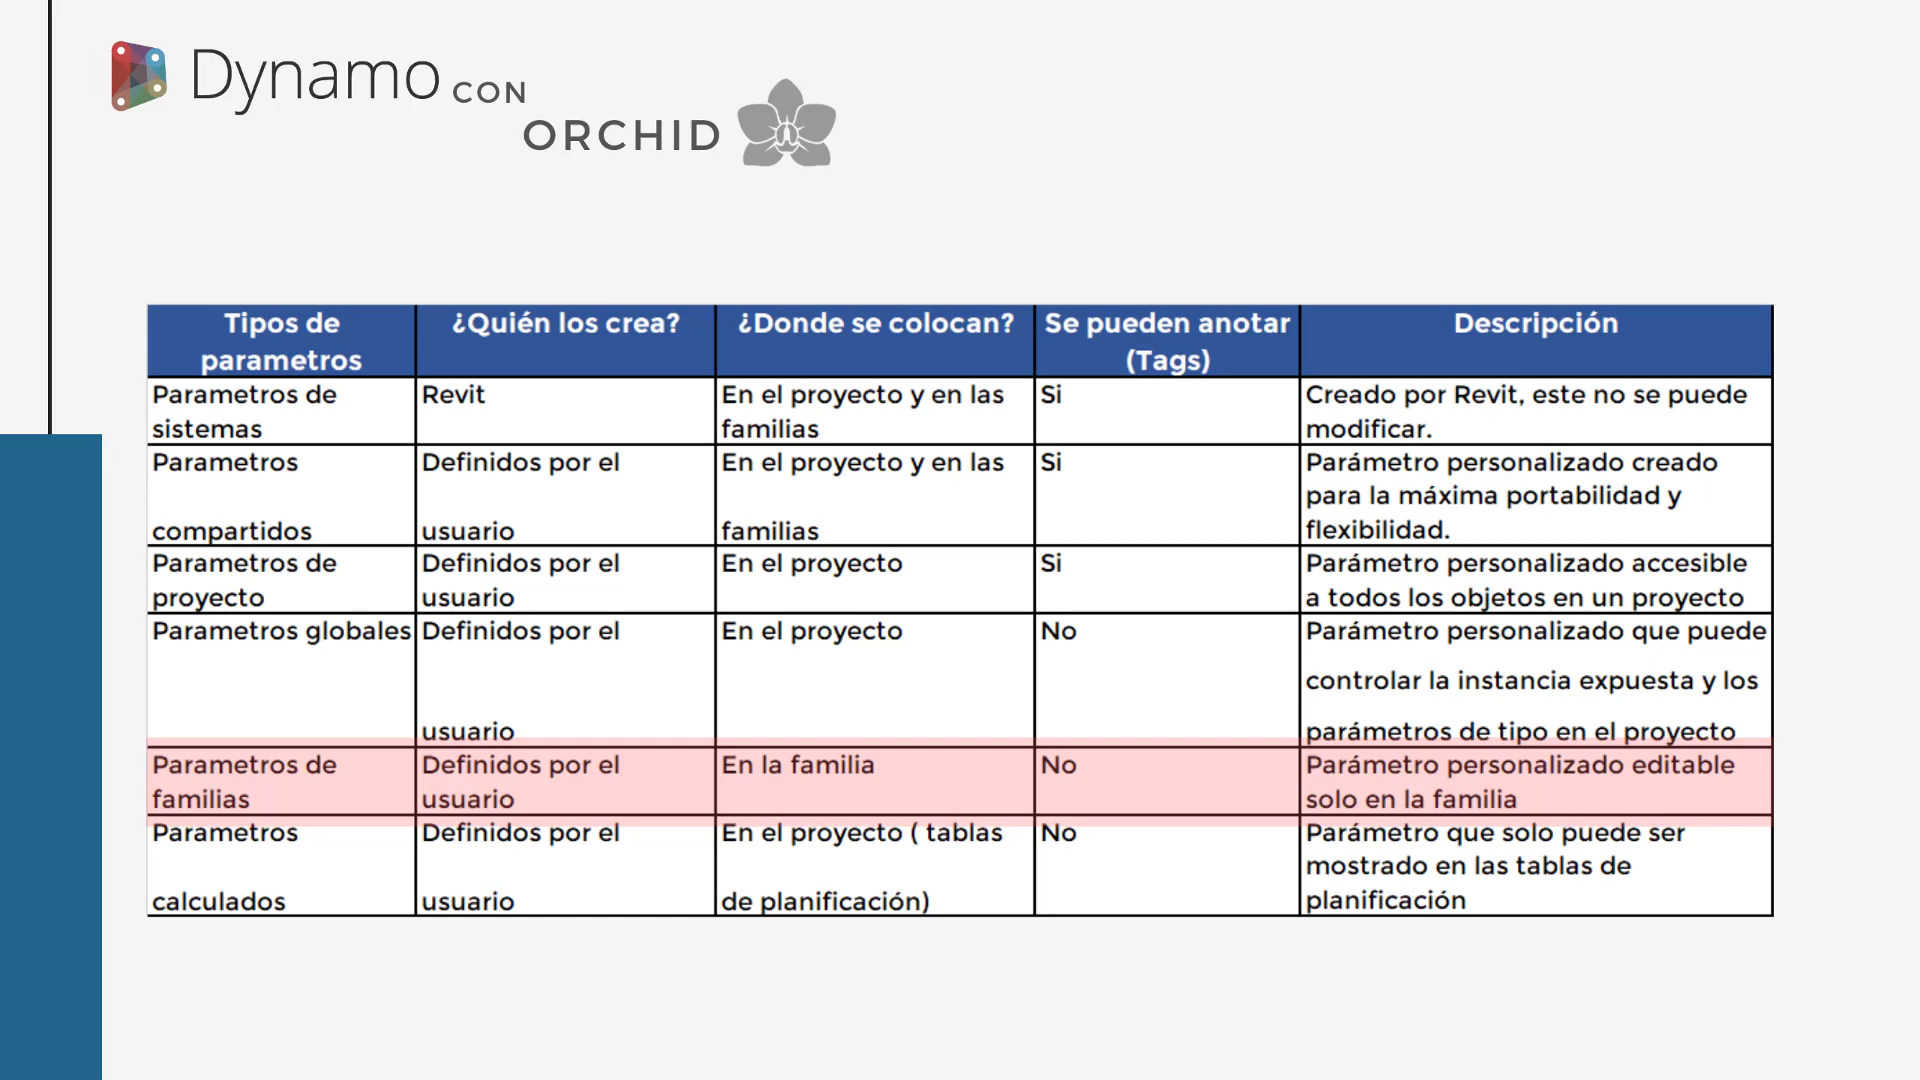 Dynamo CON
ORCHID
Tipos de
parametros
¿Quién los crea?
¿Donde se colocan?
Se pueden anotar
(Tags)
Descripción
Parametros de
sistemas
Revit
En el proyecto y en las
familias
Si
Creado por Revit, este no se puede
modificar.
Parametros
compartidos
Definidos por el
usuario
En el proyecto y en las
familias
Si
Parámetro personalizado creado
para la máxima portabilidad y
flexibilidad.
Parametros de
proyecto
Definidos por el
usuario
En el proyecto
Si
Parámetro personalizado accesible
a todos los objetos en un proyecto
Parametros globales
Definidos por el
usuario
En el proyecto
No
Parámetro personalizado que puede
controlar la instancia expuesta y los
parámetros de tipo en el proyecto
Parametros de
familias
Definidos por el
usuario
En la familia
No
Parámetro personalizado editable
solo en la familia
Parametros
calculados
Definidos por el
usuario
En el proyecto ( tablas
de planificación)
No
Parámetro que solo puede ser
mostrado en las tablas de
planificación